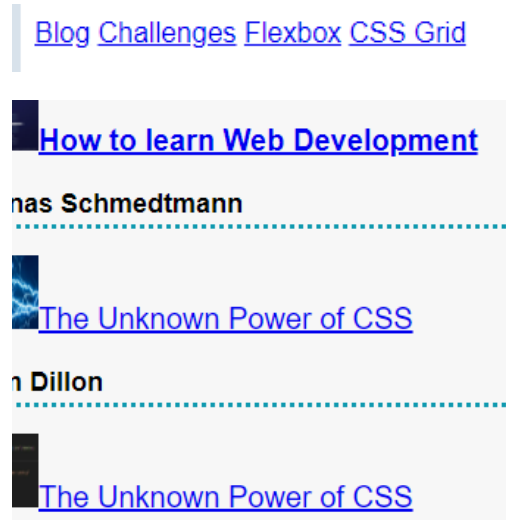 Blog Challenges Flexbox CSS Grid
How to learn Web Development
nas Schmedtmann
The Unknown Power of CSS
n Dillon
The Unknown Power of CSS